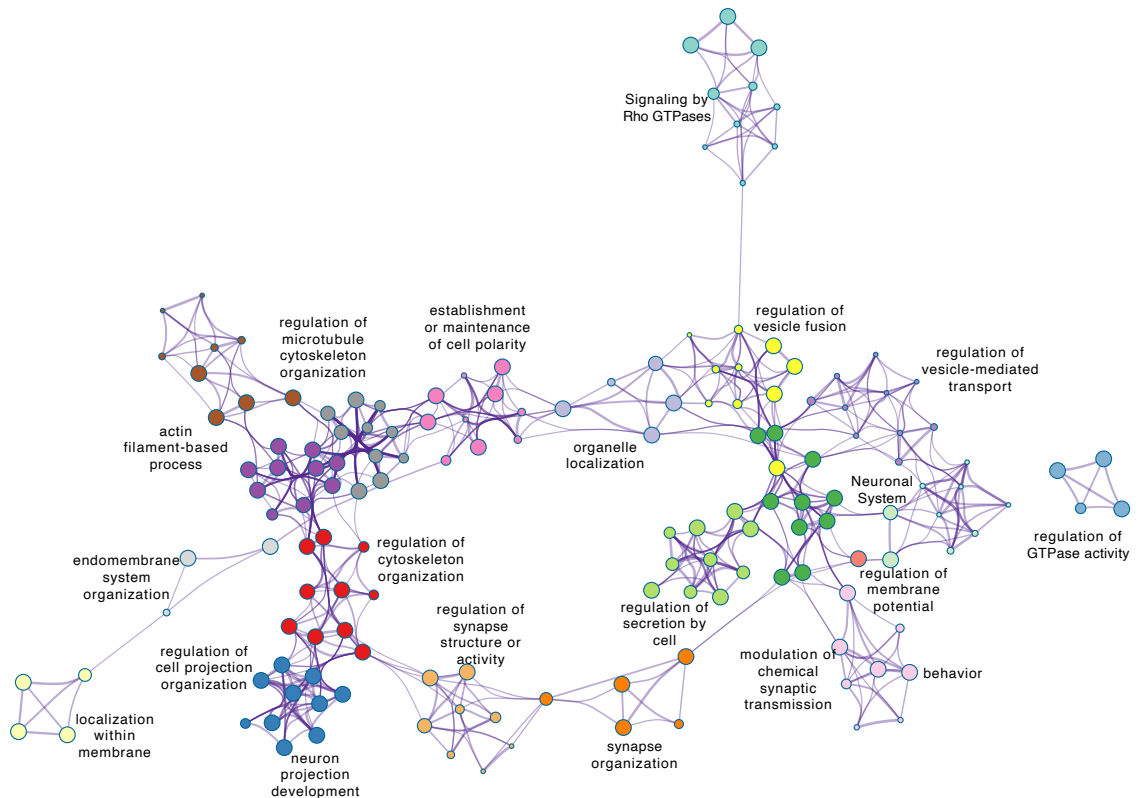 Signaling by
Rho GTPases
regulation of
vesicle fusion
establishment
or maintenance
of cell polarity
regulation of
microtubule
cytoskeleton
organization
regulation of
vesicle-mediated
transport
actin
filament-based
process
organelle
localization
Neuronal
System
regulation of
GTPase activity
endomembrane
system
organization
regulation of
cytoskeleton
organization
regulation of
membrane
potential
regulation of
secretion by
cell
regulation of
synapse
structure or
activity
regulation of
cell projection
organization
modulation of
chemical
synaptic
transmission
behavior
localization
within
membrane
synapse
organization
neuron
projection
development